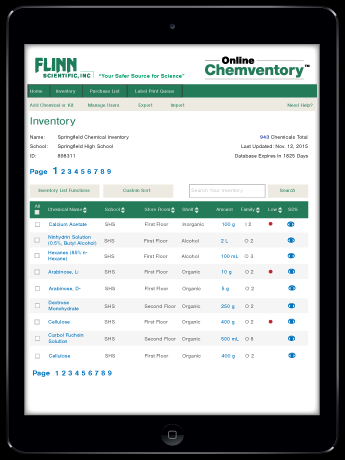 FLINN
SCIENTIFIC, INC
"Your Safer Source for Science"
Online
Chemventory™
Home Inventory Purchase List Label Print Queue
Add Chemical or Kit Manage Users Export Import Need Help?
Inventory
Name: Springfield Chemical Inventory 943 Chemicals Total
School: Springfield High School Last Updated: Nov. 12, 2015
ID: 898311 Database Expires in 1825 Days
Page 1 2 3 4 5 6 7 8 9
Inventory List Functions Custom Sort Search Your Inventory Search
All Chemical Name School Store Room Shelf Amount Family Low SDS
Calcium Acetate SHS First Floor Inorganic 100 g I 2
Ninhydrin Solution SHS First Floor Alcohol 2 L O 2
(0.5%, Butyl Alcohol)
Hexanes (85% n- SHS First Floor Alcohol 100 mL O 3
Hexane)
Arabinose, L- SHS First Floor Organic 10 g O 2
Arabinose, D- SHS First Floor Organic 5 g O 2
Dextrose SHS Second Floor Organic 250 g O 2
Monohydrate
Cellulose SHS First Floor Organic 400 g O 2
Carbol Fuchsin SHS Second Floor Organic 500 mL O 8
Solution
Cellulose SHS First Floor Organic 400 g O 2
Page 1 2 3 4 5 6 7 8 9